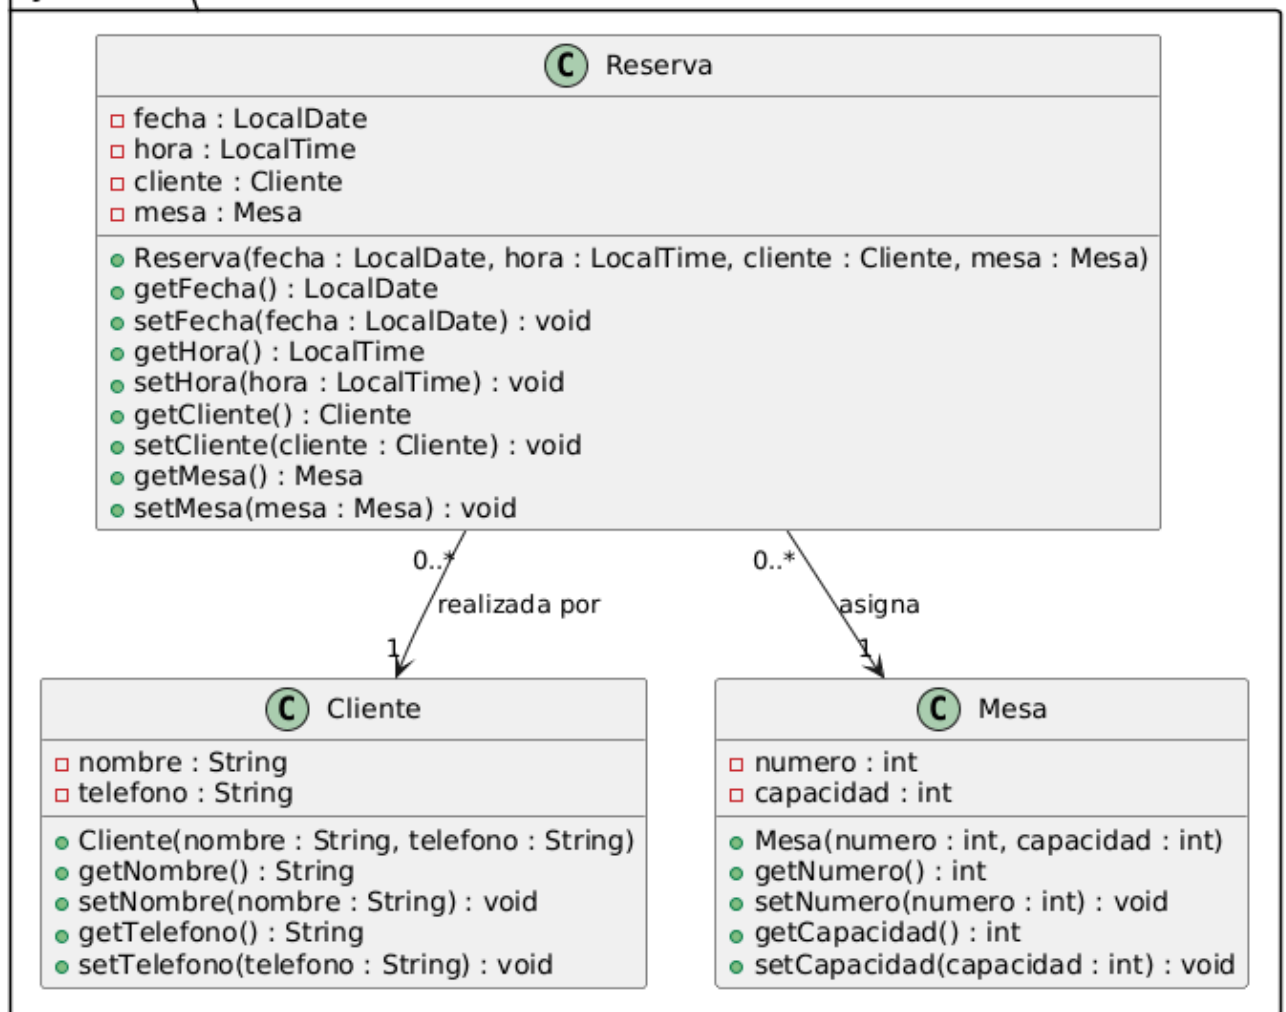 C Reserva
fecha : LocalDate
hora : LocalTime
cliente : Cliente
mesa : Mesa
Reserva(fecha : LocalDate, hora : LocalTime, cliente : Cliente, mesa : Mesa)
getFecha() : LocalDate
setFecha(fecha : LocalDate) : void
getHora() : LocalTime
setHora(hora : LocalTime) : void
getCliente() : Cliente
setCliente(cliente : Cliente) : void
getMesa() : Mesa
setMesa(mesa : Mesa) : void
0..*
0..*
realizada por
asigna
1
1
C Cliente
nombre : String
telefono : String
Cliente(nombre : String, telefono : String)
getNombre() : String
setNombre(nombre : String) : void
getTelefono() : String
setTelefono(telefono : String) : void
C Mesa
numero : int
capacidad : int
Mesa(numero : int, capacidad : int)
getNumero() : int
setNumero(numero : int) : void
getCapacidad() : int
setCapacidad(capacidad : int) : void